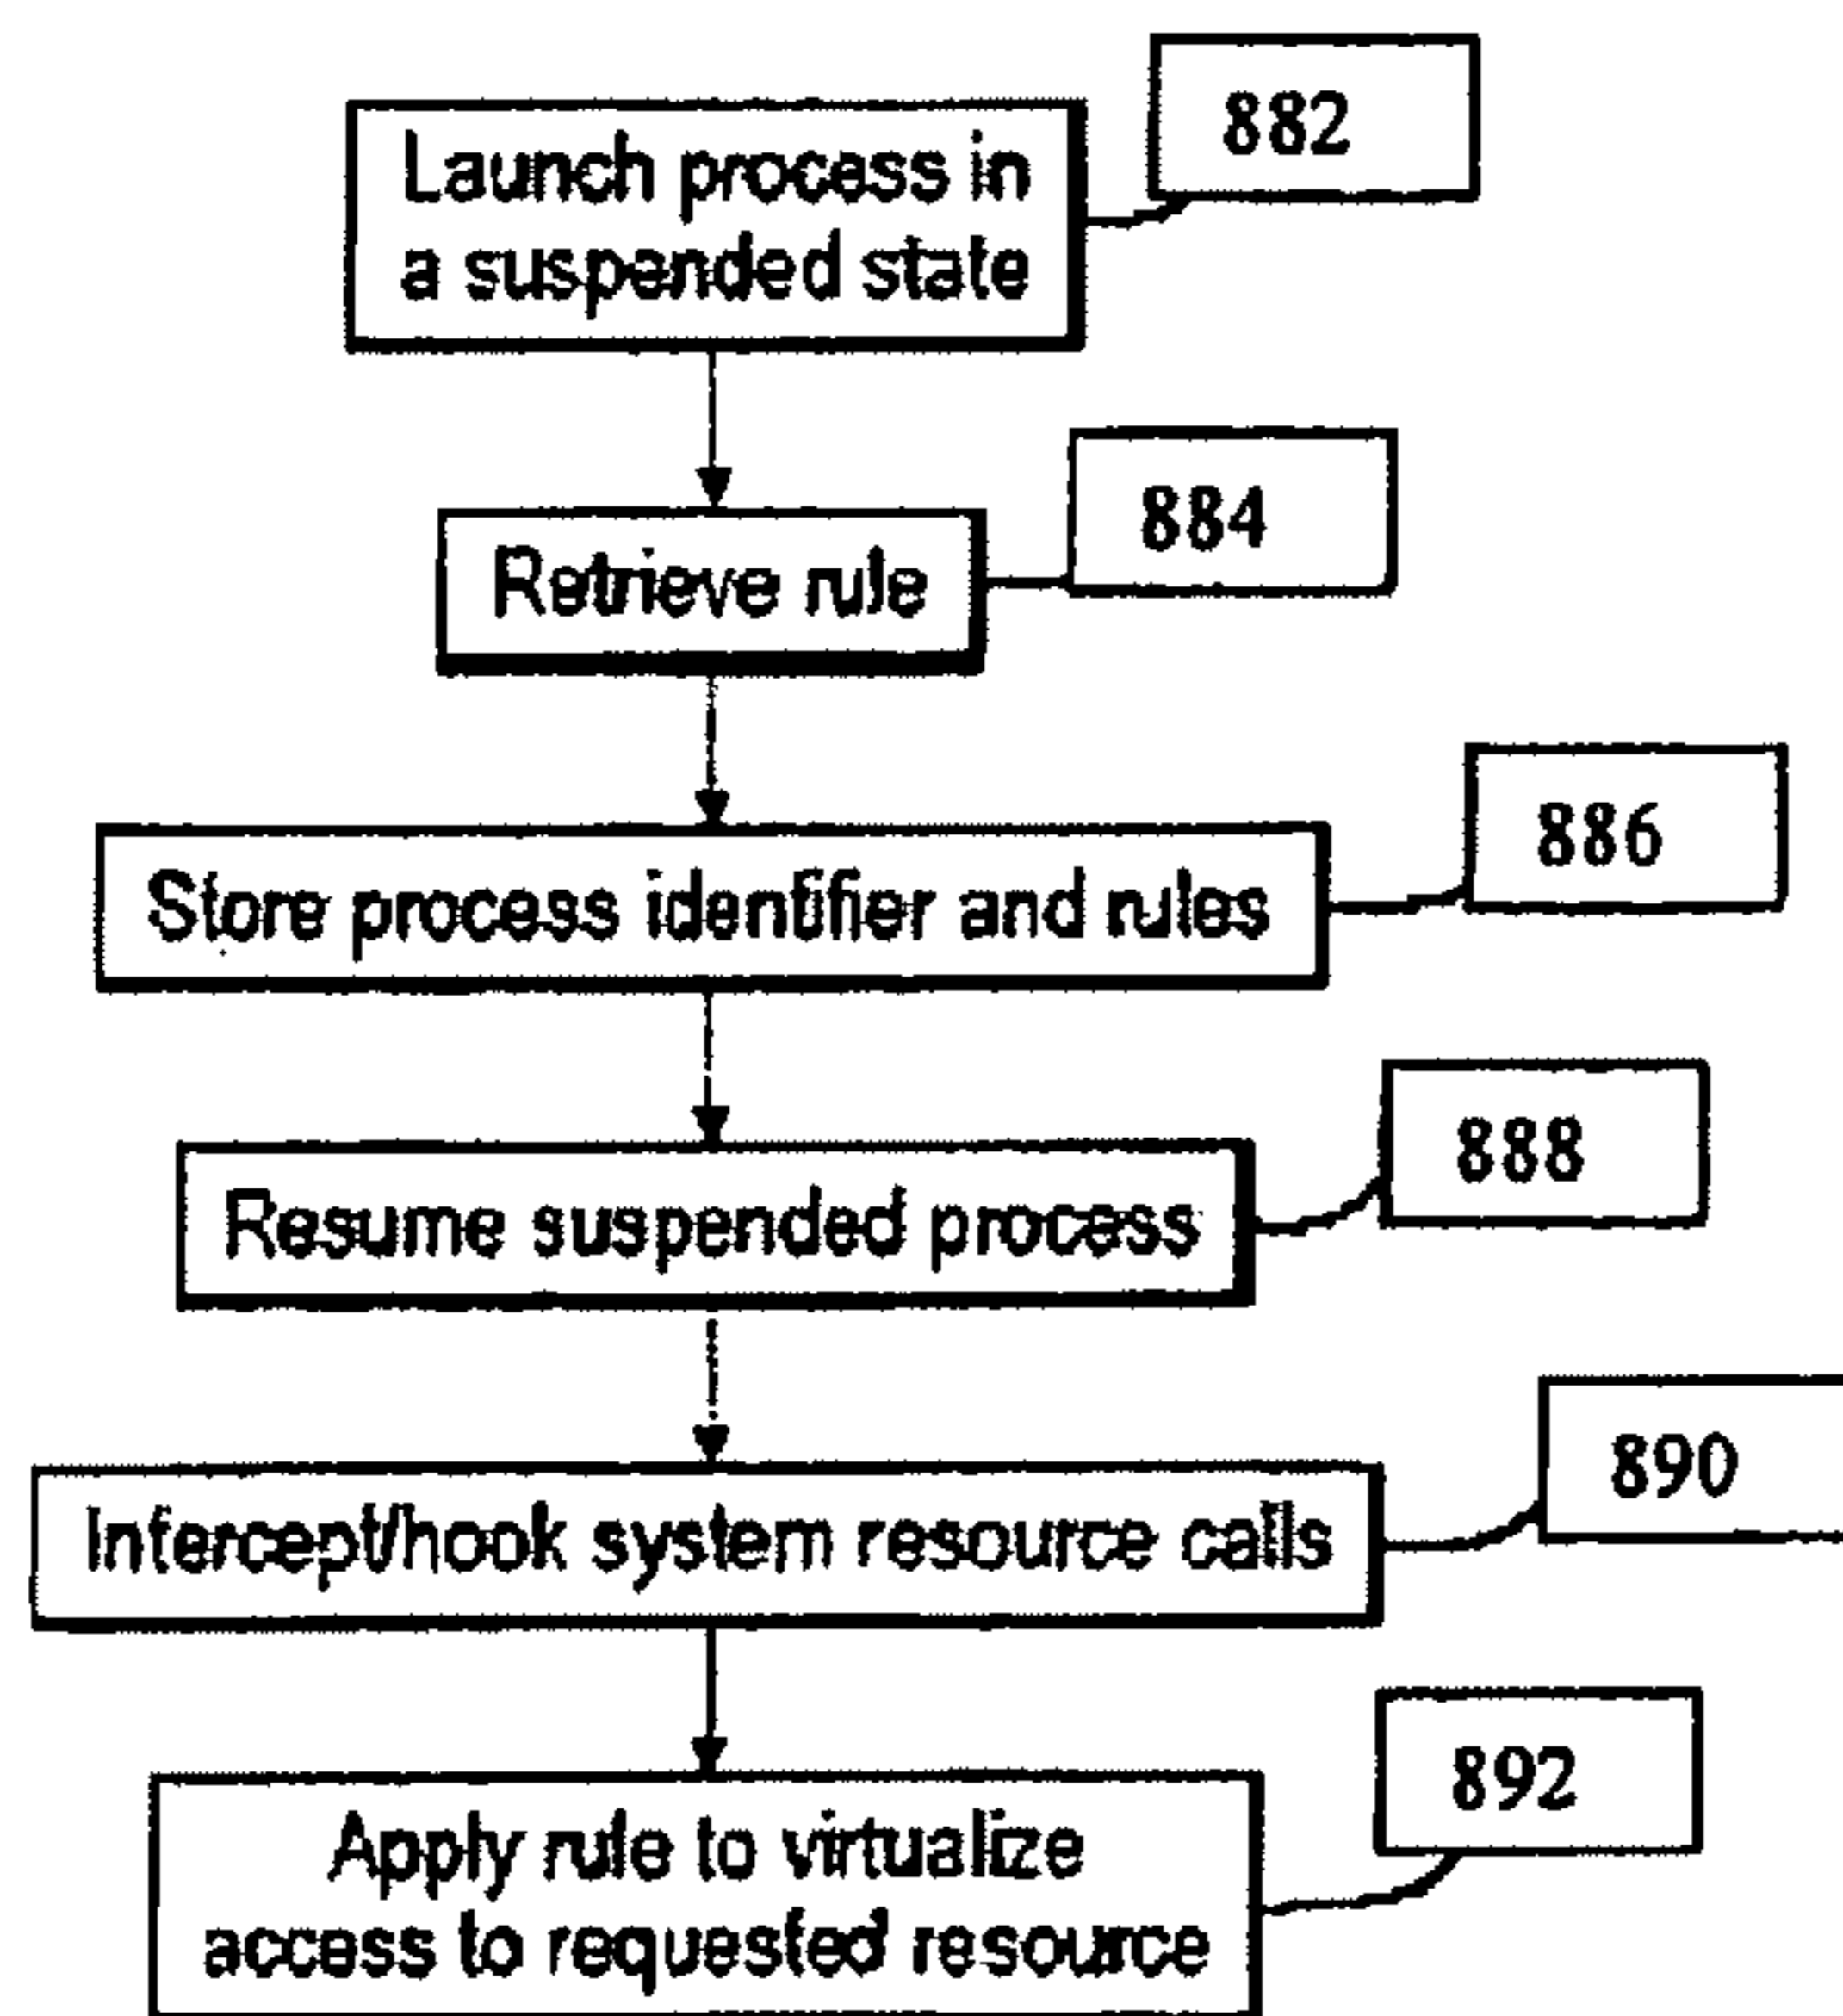 882
Launch process in
a suspended state
884
Retrieve rule
886
Store process identifier and rules
888
Resume suspended process
890
Intercept/hook system resource calls
892
Apply rule to virtualize
access to requested resource